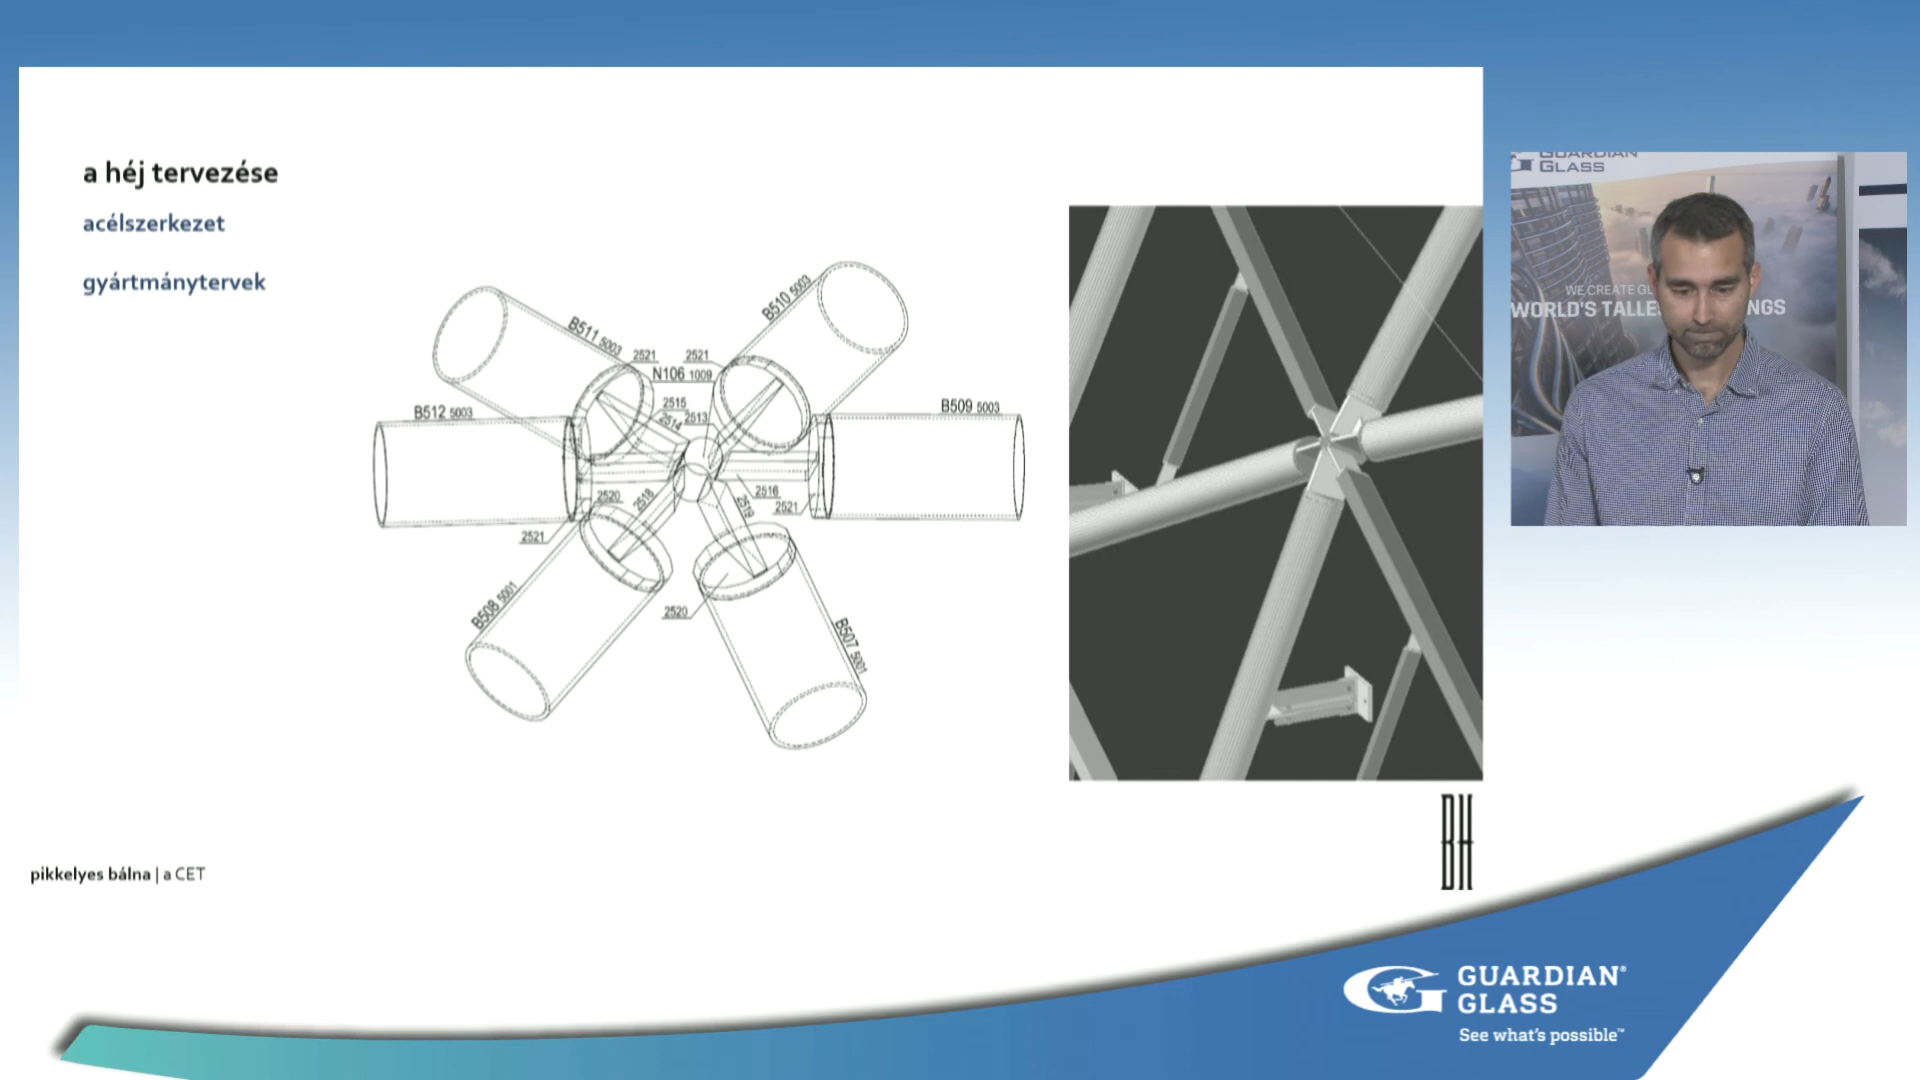 a héj tervezése
acélszerkezet
gyártmánytervek
B511 5003
B510 5003
2521
2521
N106 1009
B512 5003
2515
2514
2513
B509 5003
2520
2518
2519
2516
2521
2521
B508 5001
2520
B507 5001
pikkelyes bálna | a CET
BH
GUARDIAN
GLASS
WE CREATE
WORLD'S
GUARDIAN®
GLASS
See what's possible™